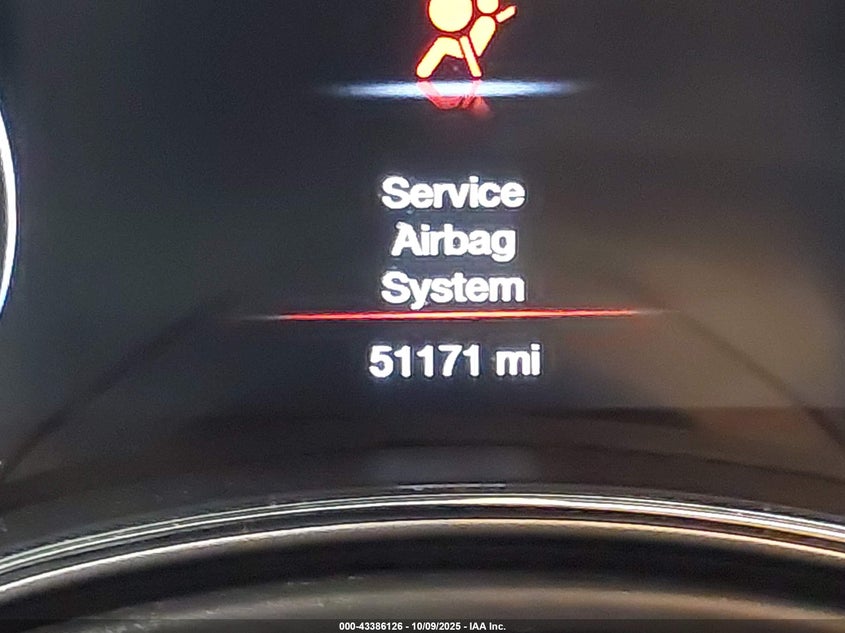 Service
Airbag
System
51171 mi
000-43386126 - 10/09/2025 - IAA Inc.